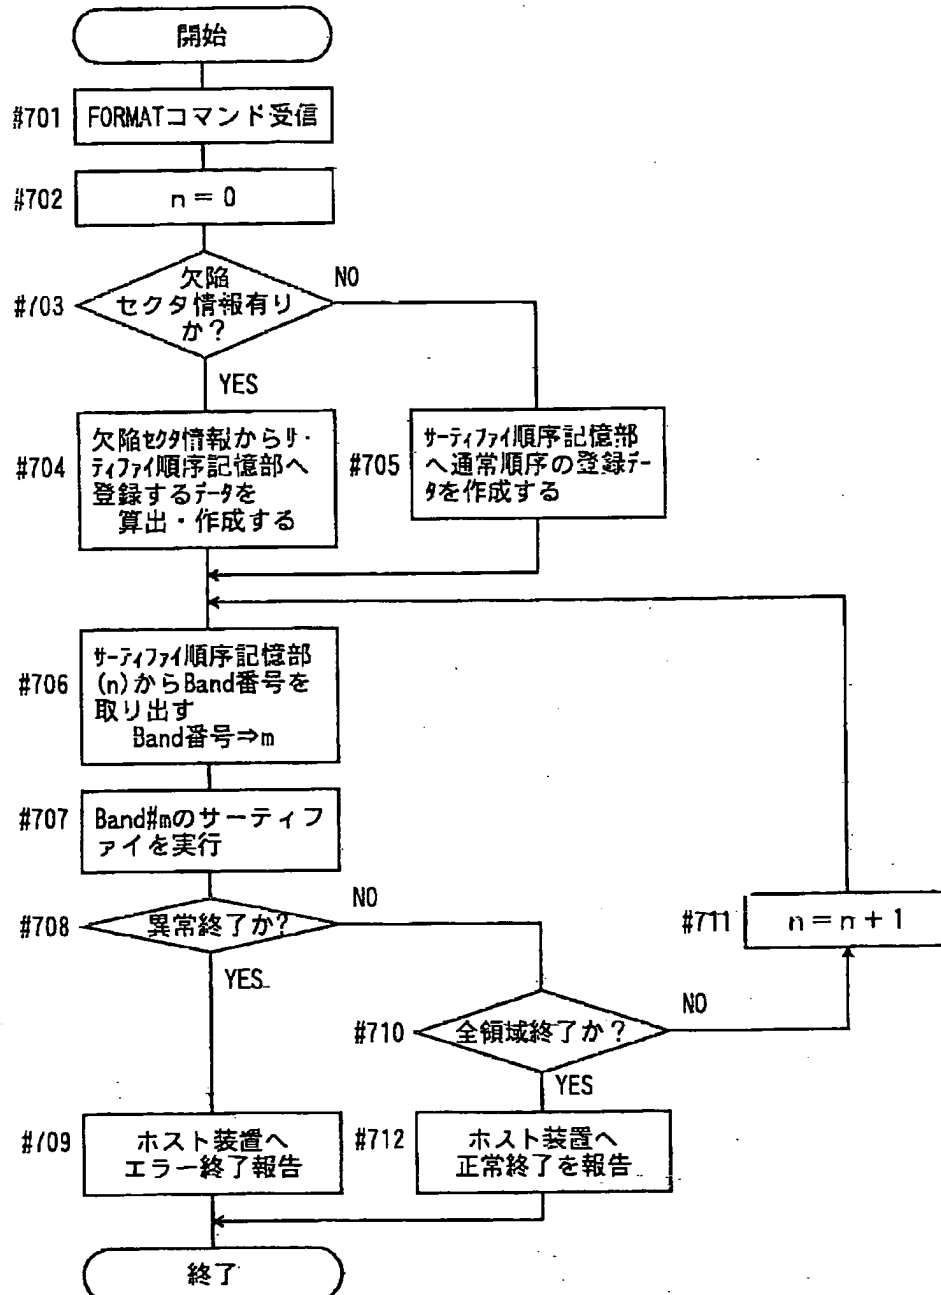 開始
#701
FORMATコマンド受信
#702
n = 0
#703
欠陥
セクタ情報有り
か?
NO
YES
#704
欠陥セクタ情報からサ-
ティファイ順序記憶部へ
登録するデータを
算出・作成する
#705
サーティファイ順序記憶部
へ通常順序の登録デー
タを作成する
#706
サーティファイ順序記憶部
(n)からBand番号を
取り出す
Band番号⇒m
#707
Band#mのサーティフ
ァイを実行
#708
異常終了か?
NO
YES
#711
n = n + 1
#710
全領域終了か?
NO
YES
#709
ホスト装置へ
エラー終了報告
#712
ホスト装置へ
正常終了を報告
終了